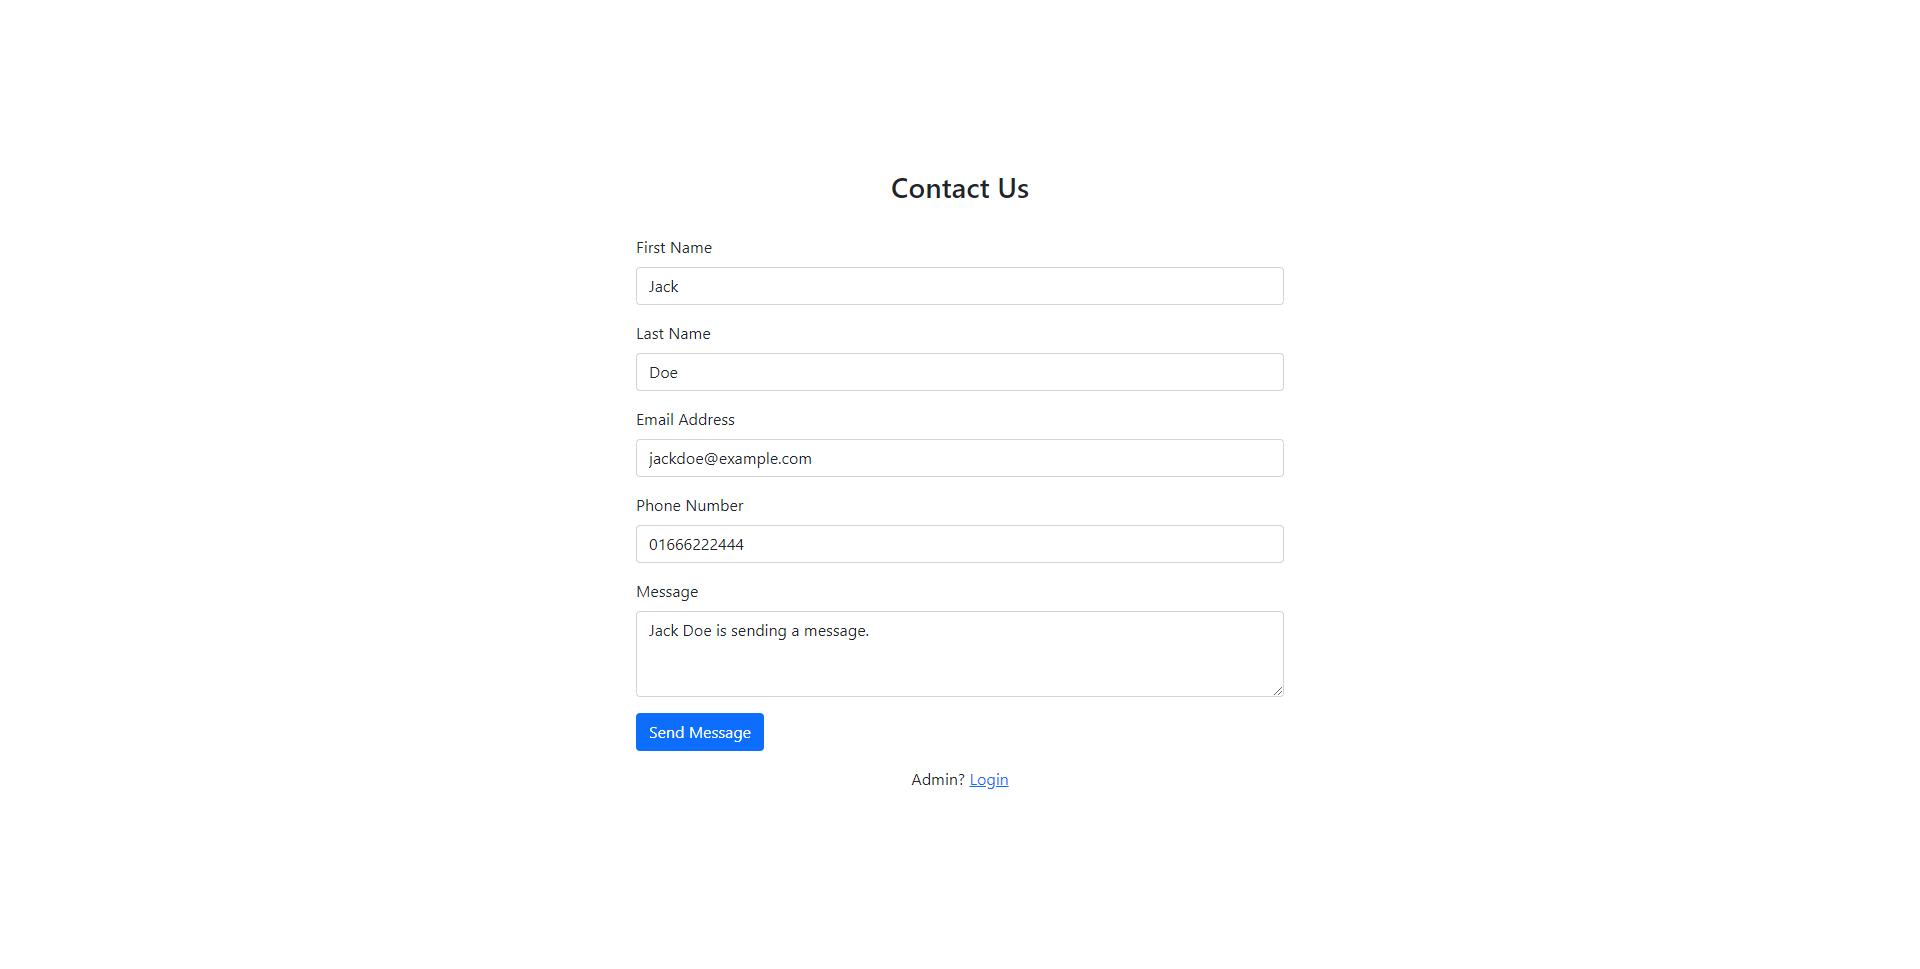 Contact Us
First Name
Jack
Last Name
Doe
Email Address
jackdoe@example.com
Phone Number
01666222444
Message
Jack Doe is sending a message.
Send Message
Admin? Login